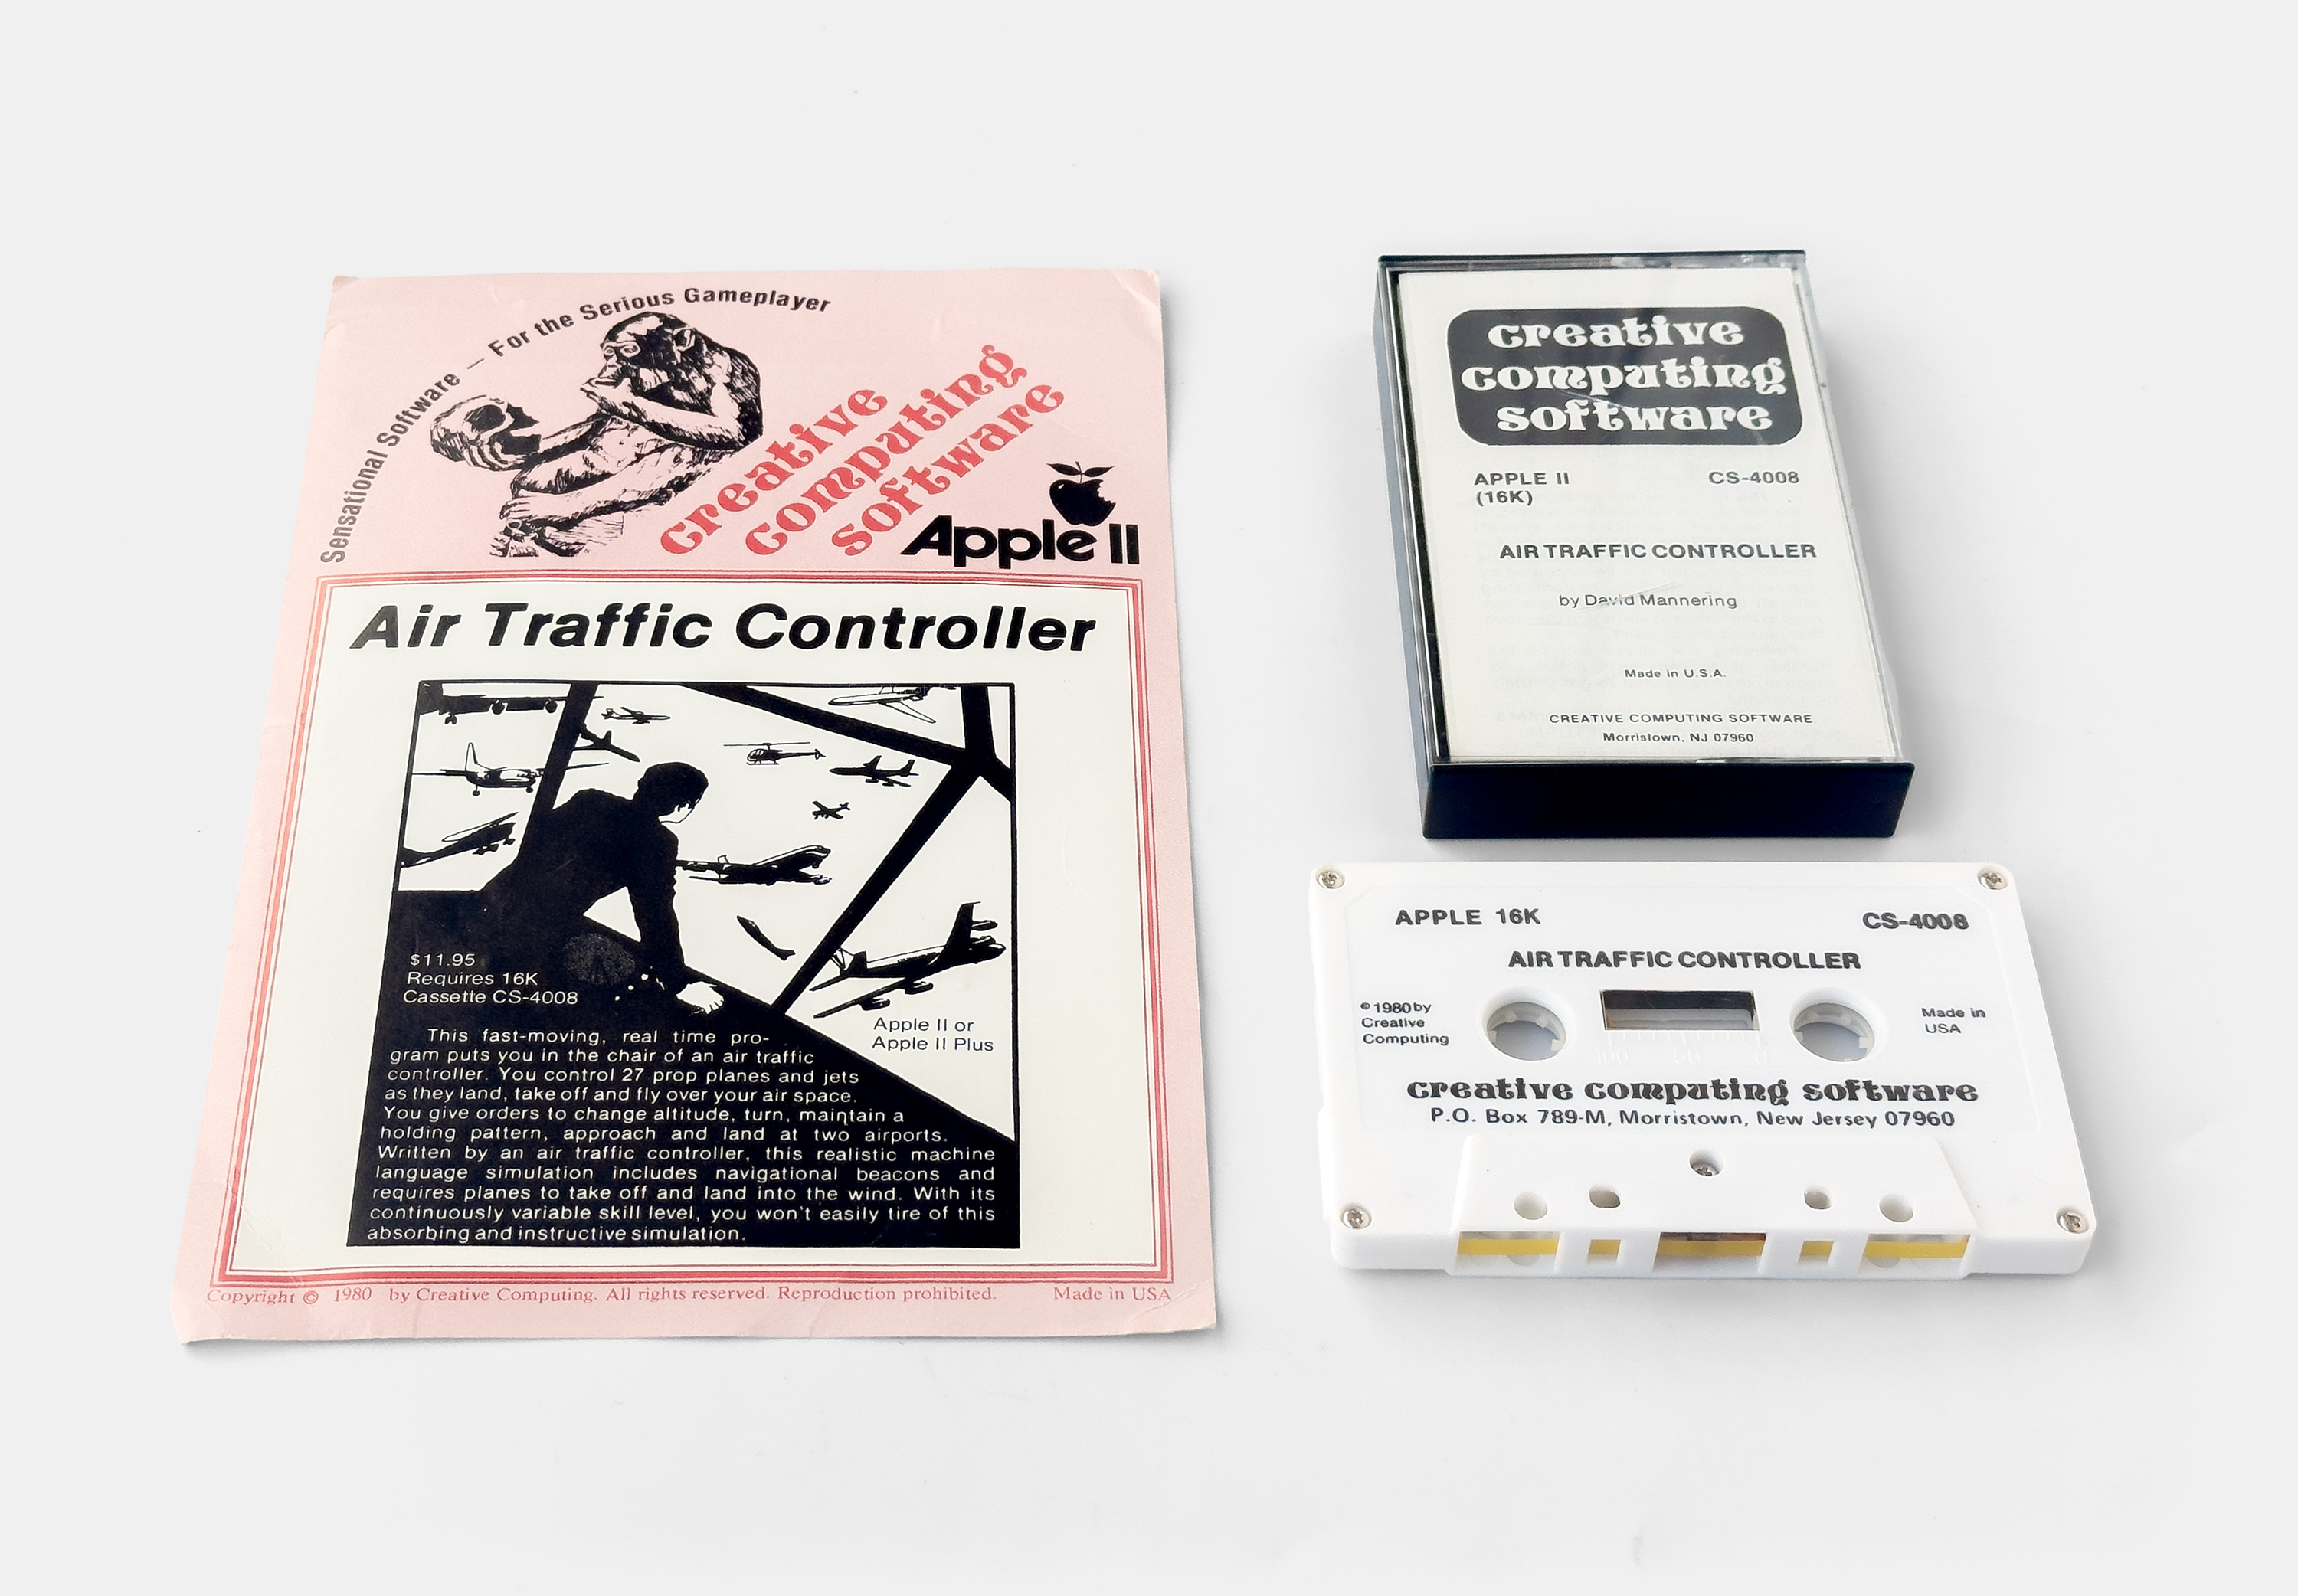 Sensational Software — For the Serious Gameplayer
creative
computing
software
Apple II
Air Traffic Controller
$11.95
Requires 16K
Cassette CS-4008
Apple II or
Apple II Plus
This fast-moving, real time pro-
gram puts you in the chair of an air traffic
controller. You control 27 prop planes and jets
as they land, take off and fly over your air space.
You give orders to change altitude, turn, maintain a
holding pattern, approach and land at two airports.
Written by an air traffic controller, this realistic machine
language simulation includes navigational beacons and
requires planes to take off and land into the wind. With its
continuously variable skill level, you won't easily tire of this
absorbing and instructive simulation.
Copyright © 1980 by Creative Computing. All rights reserved. Reproduction prohibited. Made in USA
creative
computing
software
APPLE II CS-4008
(16K)
AIR TRAFFIC CONTROLLER
by David Mannering
Made in U.S.A.
CREATIVE COMPUTING SOFTWARE
Morristown, NJ 07960
APPLE 16K CS-4008
AIR TRAFFIC CONTROLLER
© 1980 by
Creative
Computing
Made in
USA
100 50 0
creative computing software
P.O. Box 789-M, Morristown, New Jersey 07960